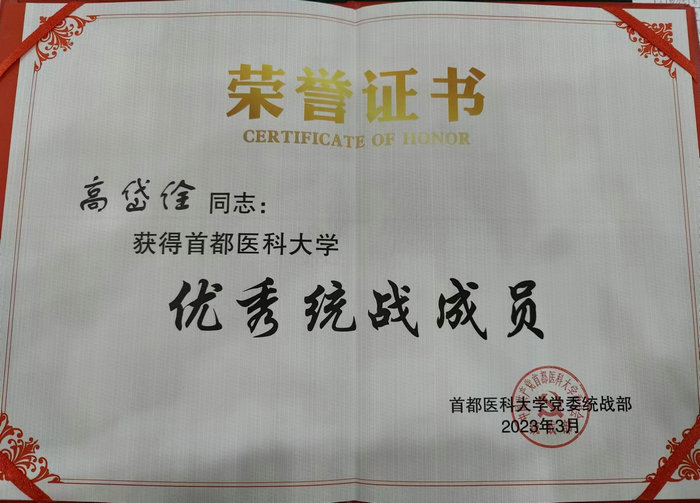 荣誉证书
CERTIFICATE OF HONOR
高岱佺 同志：
获得首都医科大学
优秀统战成员
首都医科大学党委统战部
2023年3月